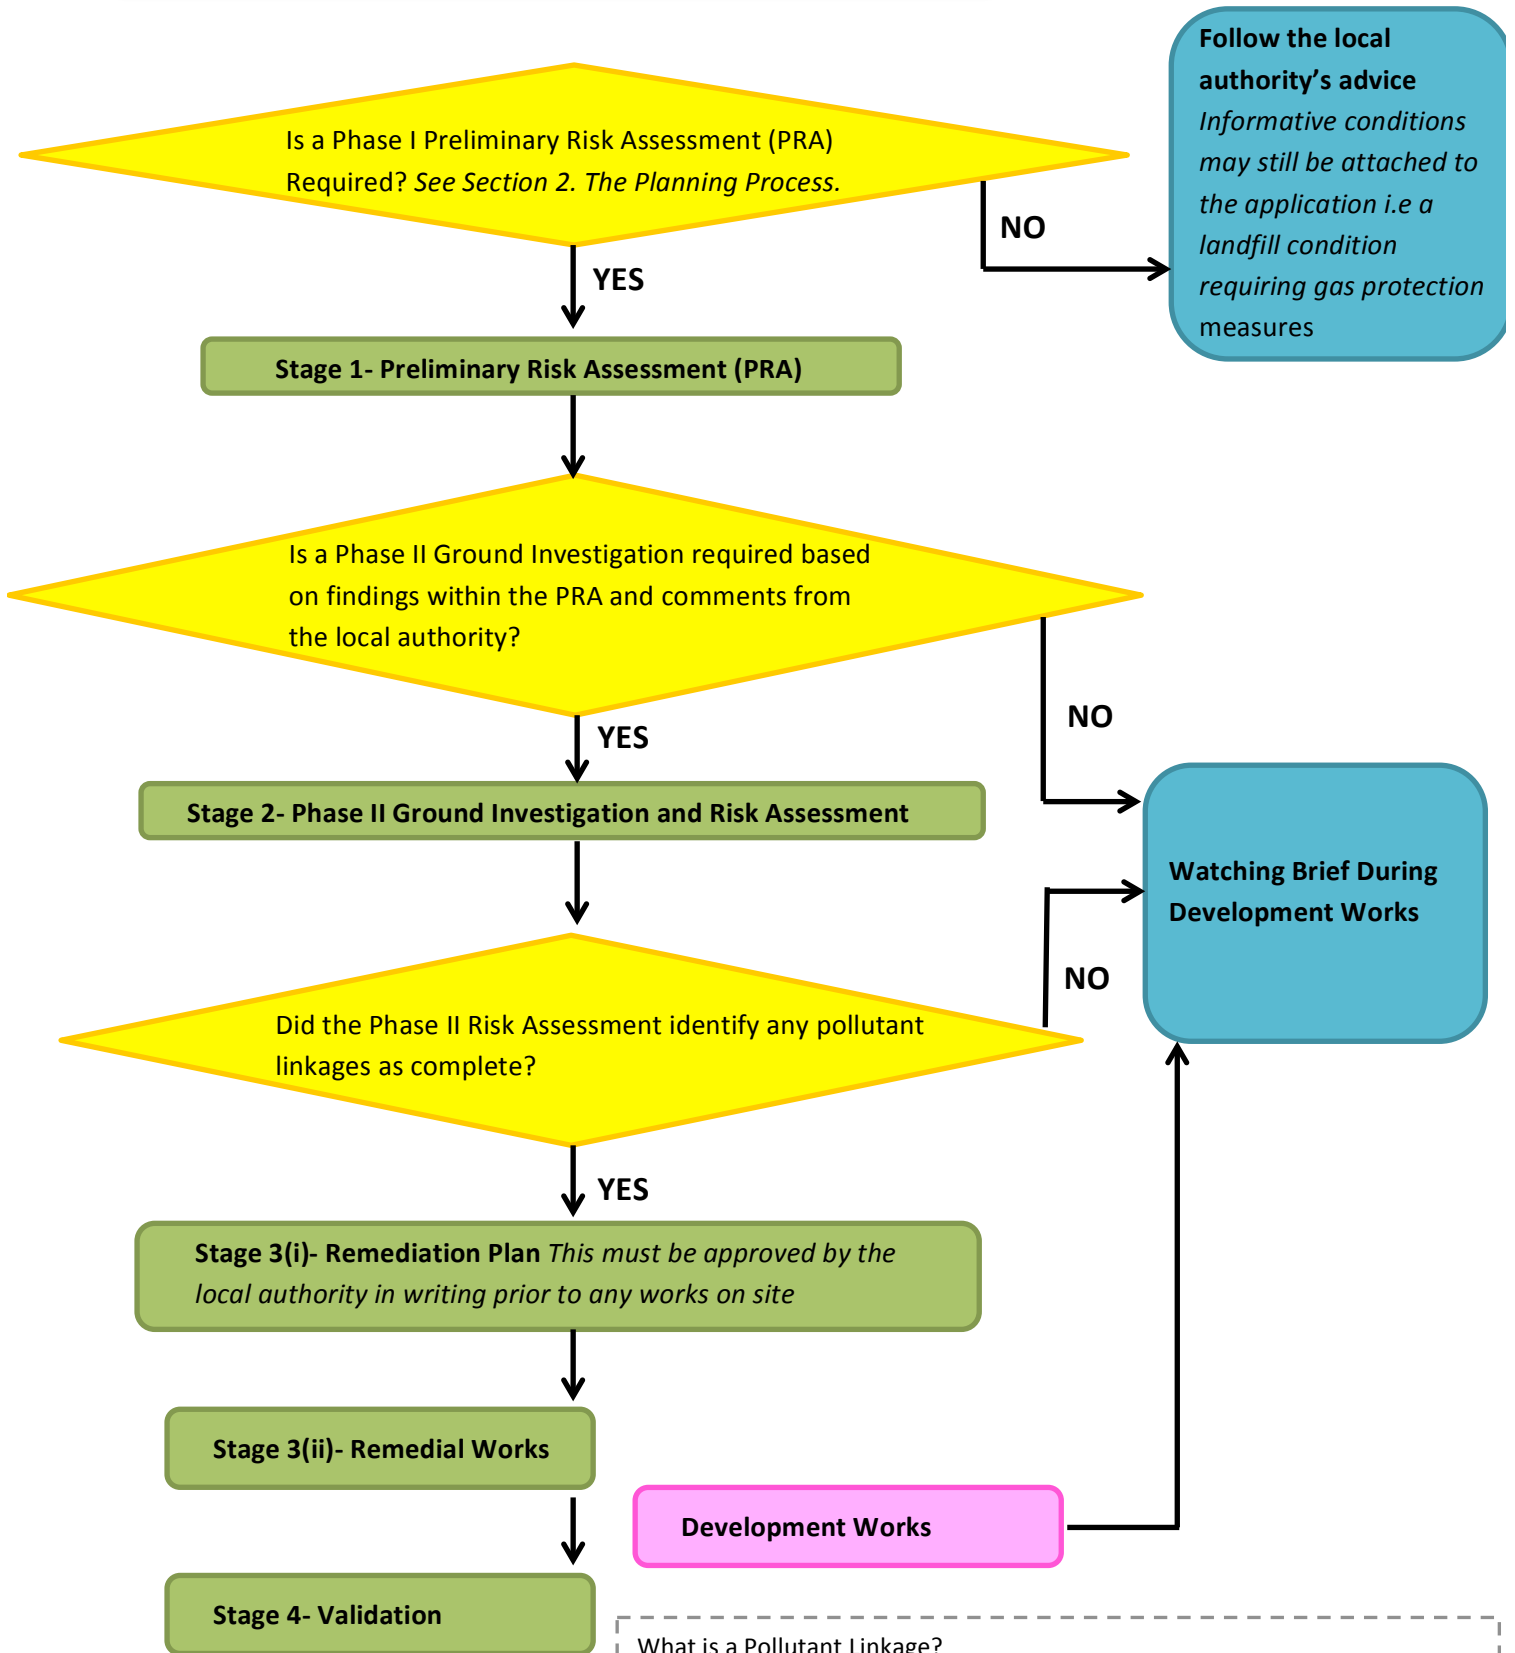 Follow the local
authority’s advice
Informative conditions
may still be attached to
the application i.e a
landfill condition
requiring gas protection
measures
Is a Phase I Preliminary Risk Assessment (PRA)
Required? See Section 2. The Planning Process.
NO
YES
Stage 1- Preliminary Risk Assessment (PRA)
Is a Phase II Ground Investigation required based
on findings within the PRA and comments from
the local authority?
NO
YES
Stage 2- Phase II Ground Investigation and Risk Assessment
Watching Brief During
Development Works
NO
Did the Phase II Risk Assessment identify any pollutant
linkages as complete?
YES
Stage 3(i)- Remediation Plan This must be approved by the
local authority in writing prior to any works on site
Stage 3(ii)- Remedial Works
Development Works
Stage 4- Validation
What is a Pollutant Linkage?